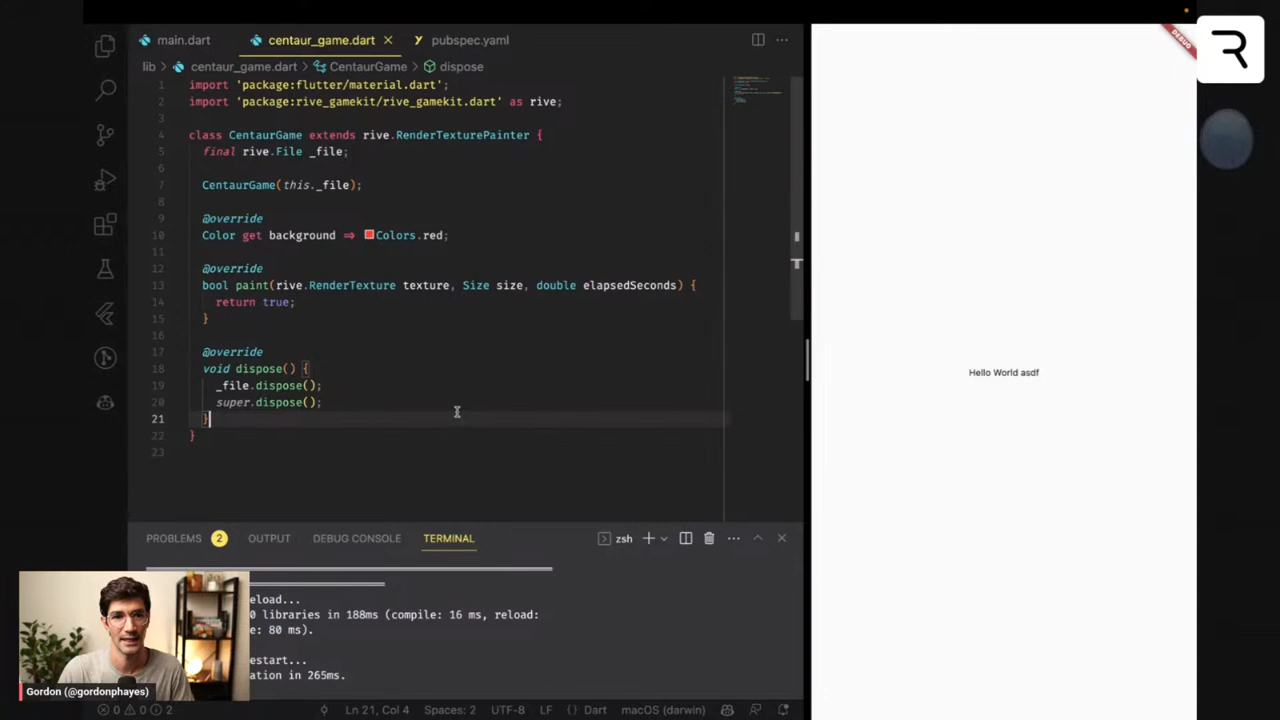 main.dart
centaur_game.dart
pubspec.yaml
lib > centaur_game.dart > CentaurGame > dispose
1 import 'package:flutter/material.dart';
2 import 'package:rive_gamekit/rive_gamekit.dart' as rive;
3
4 class CentaurGame extends rive.RenderTexturePainter {
5 final rive.File _file;
6
7 CentaurGame(this._file);
8
9 @override
10 Color get background => Colors.red;
11
12 @override
13 bool paint(rive.RenderTexture texture, Size size, double elapsedSeconds) {
14 return true;
15 }
16
17 @override
18 void dispose() {
19 _file.dispose();
20 super.dispose();
21 }
22 }
23
DEBUG
Hello World asdf
PROBLEMS 2 OUTPUT DEBUG CONSOLE TERMINAL zsh
eload...
0 libraries in 188ms (compile: 16 ms, reload:
e: 80 ms).
estart...
ation in 265ms.
Gordon (@gordonphayes)
0 0 2 Ln 21, Col 4 Spaces: 2 UTF-8 LF {} Dart macOS (darwin)